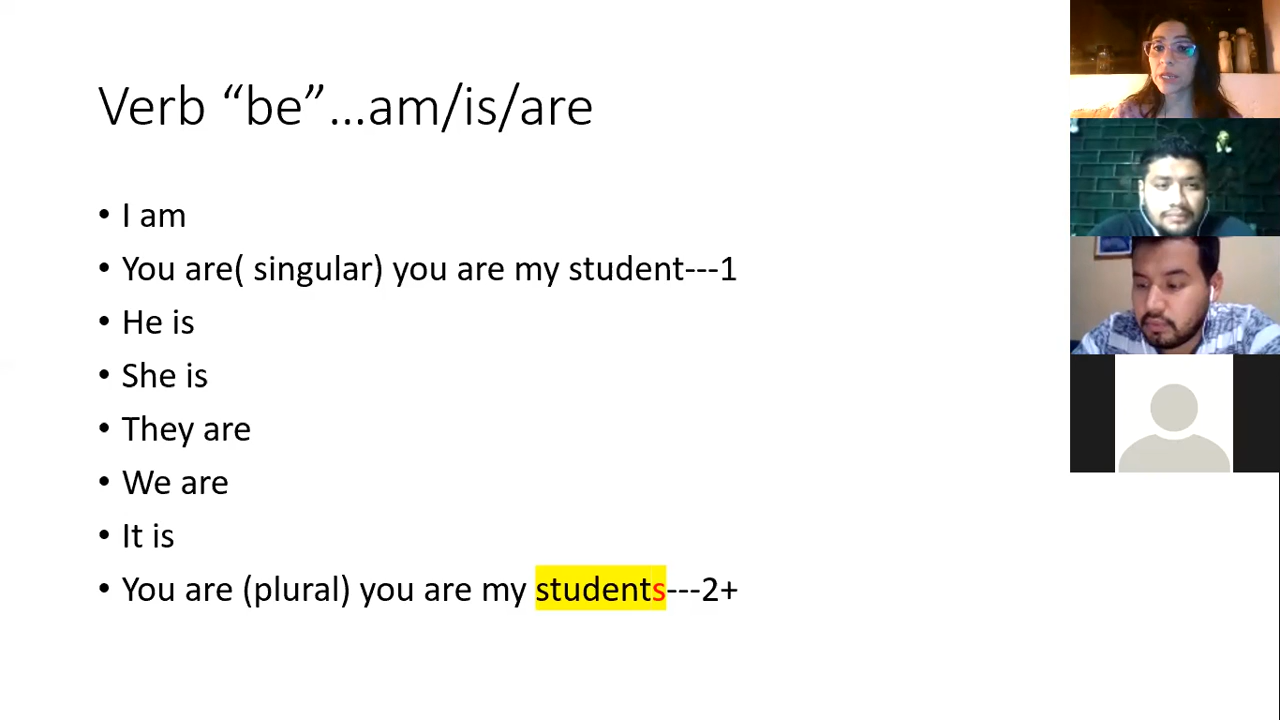 Verb “be”…am/is/are
• I am
• You are( singular) you are my student---1
• He is
• She is
• They are
• We are
• It is
• You are (plural) you are my students---2+